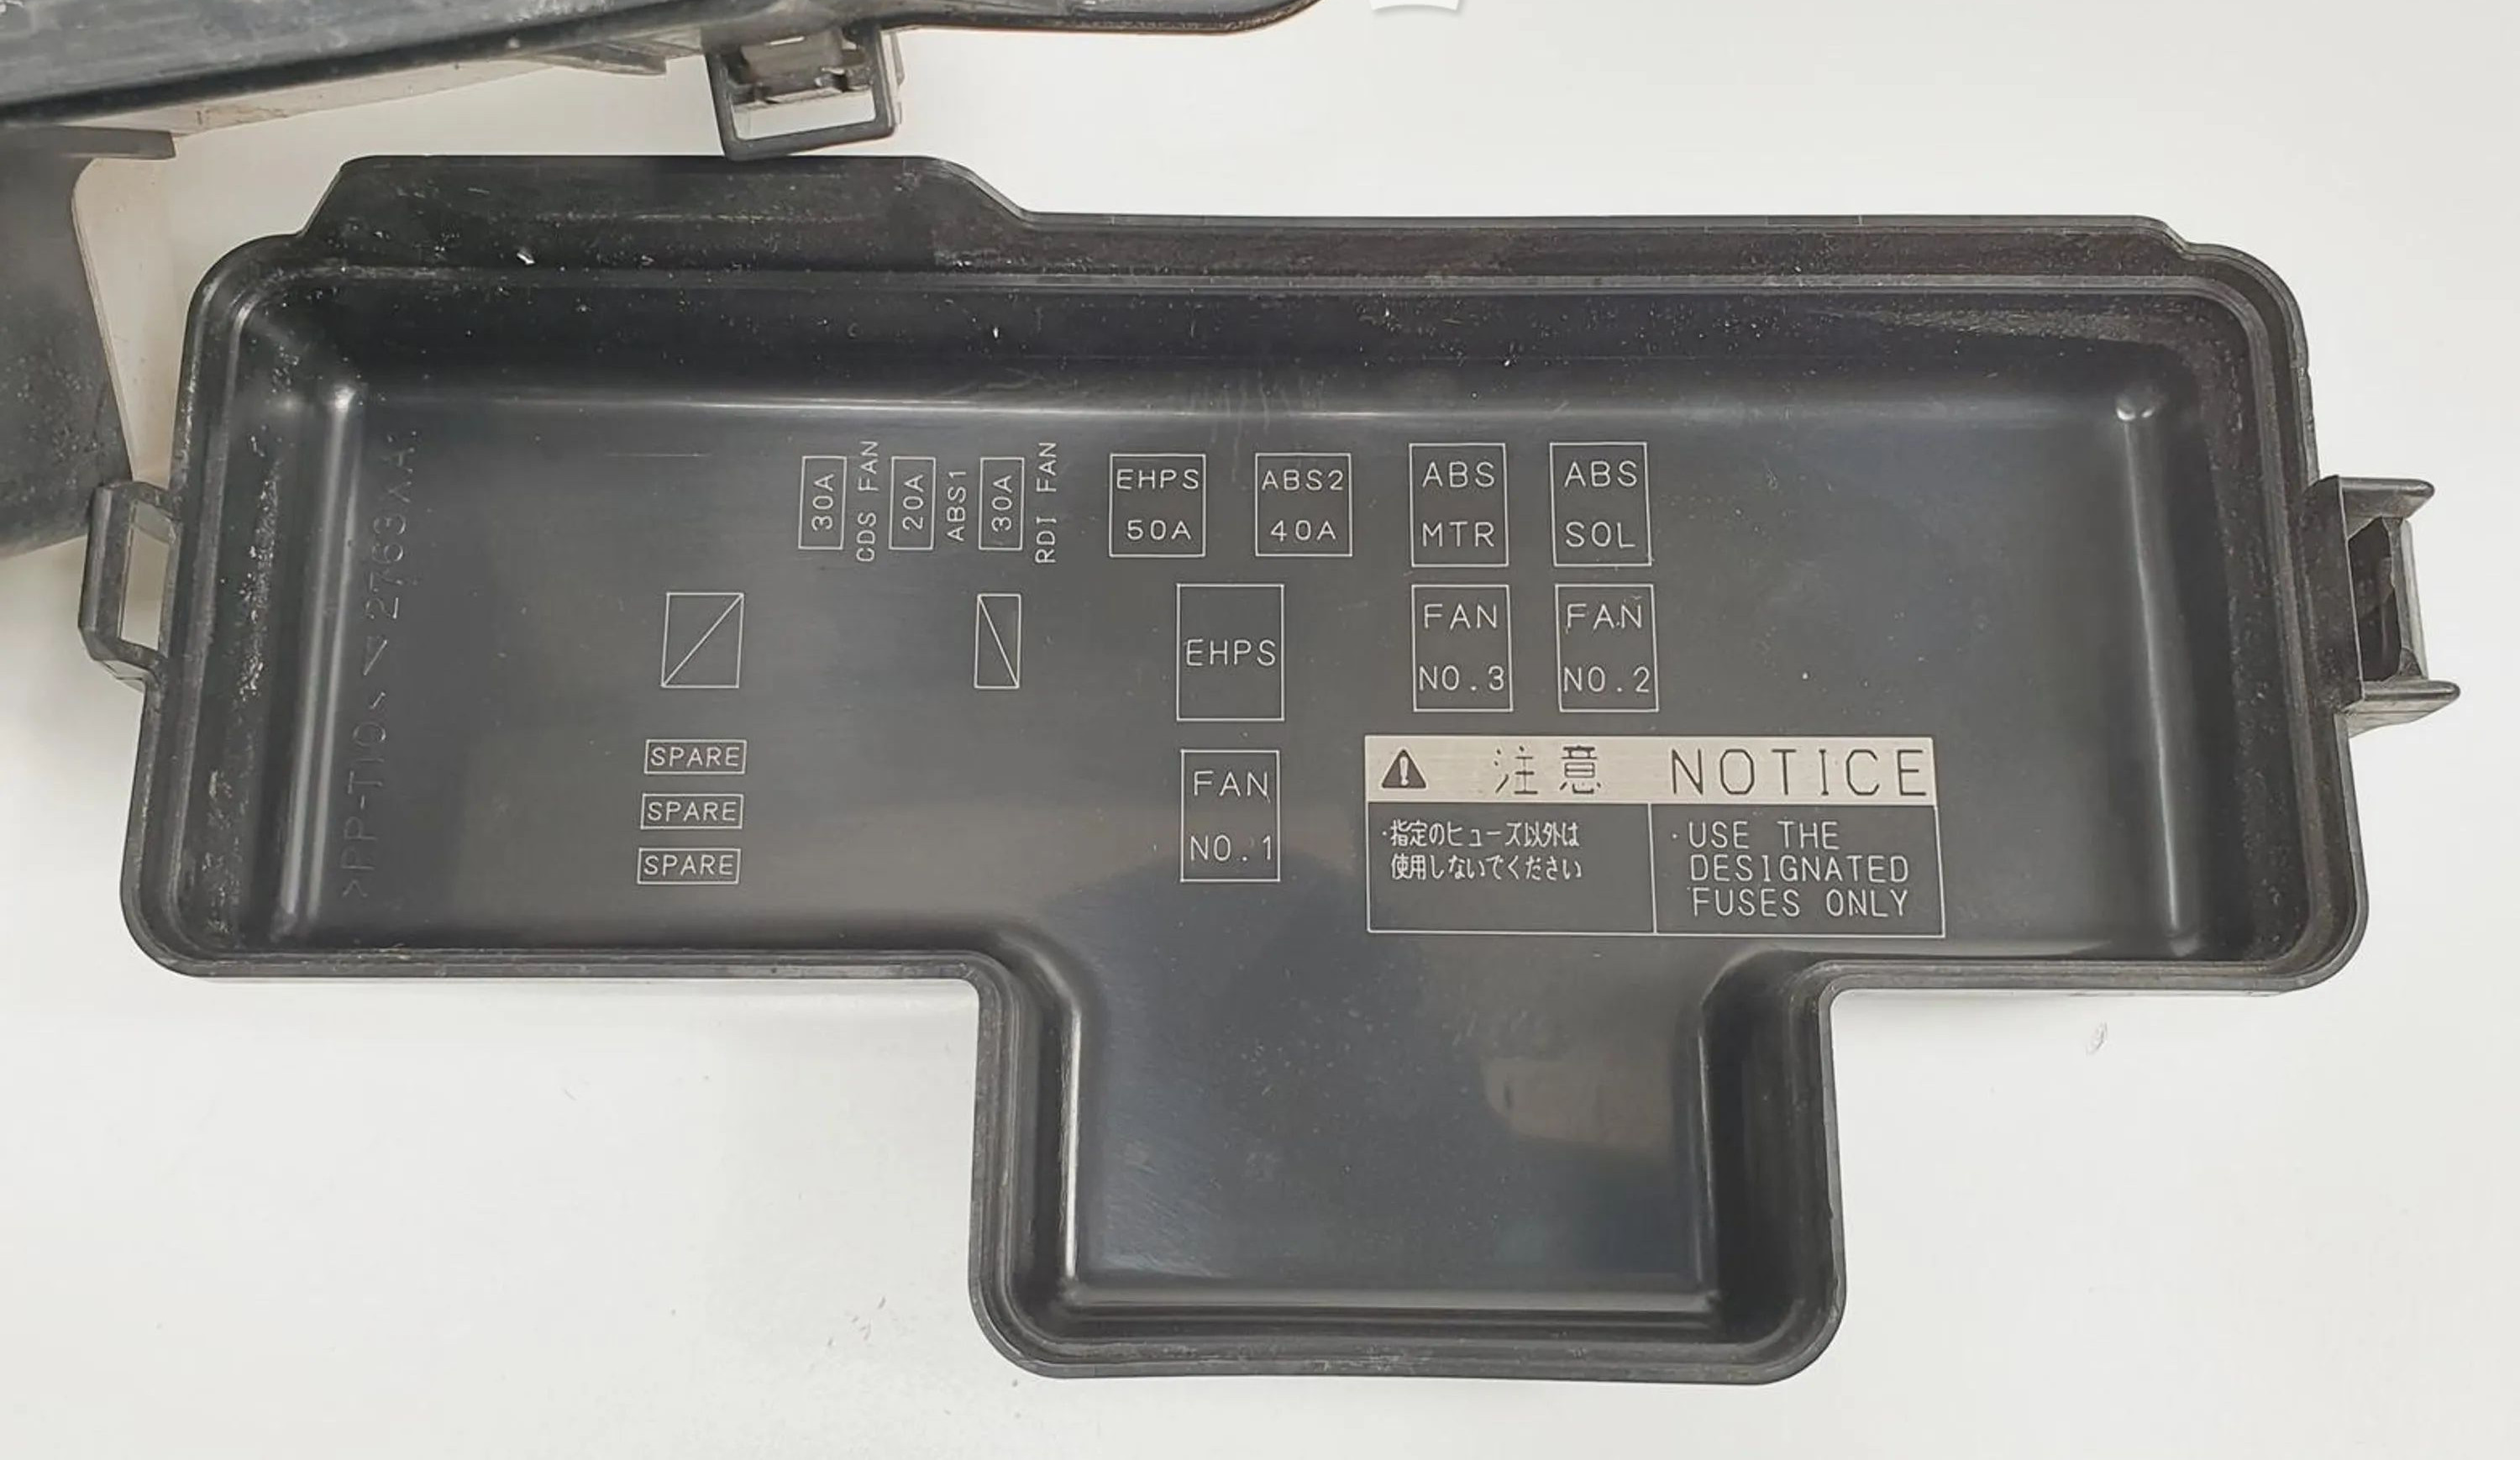 30A
CDS FAN
20A
ABS1
30A
RDI FAN
EHPS
50A
ABS2
40A
ABS
MTR
ABS
SOL
EHPS
FAN
NO.3
FAN
NO.2
SPARE
SPARE
SPARE
FAN
NO.1
注意 NOTICE
・指定のヒューズ以外は
使用しないでください
・USE THE
DESIGNATED
FUSES ONLY